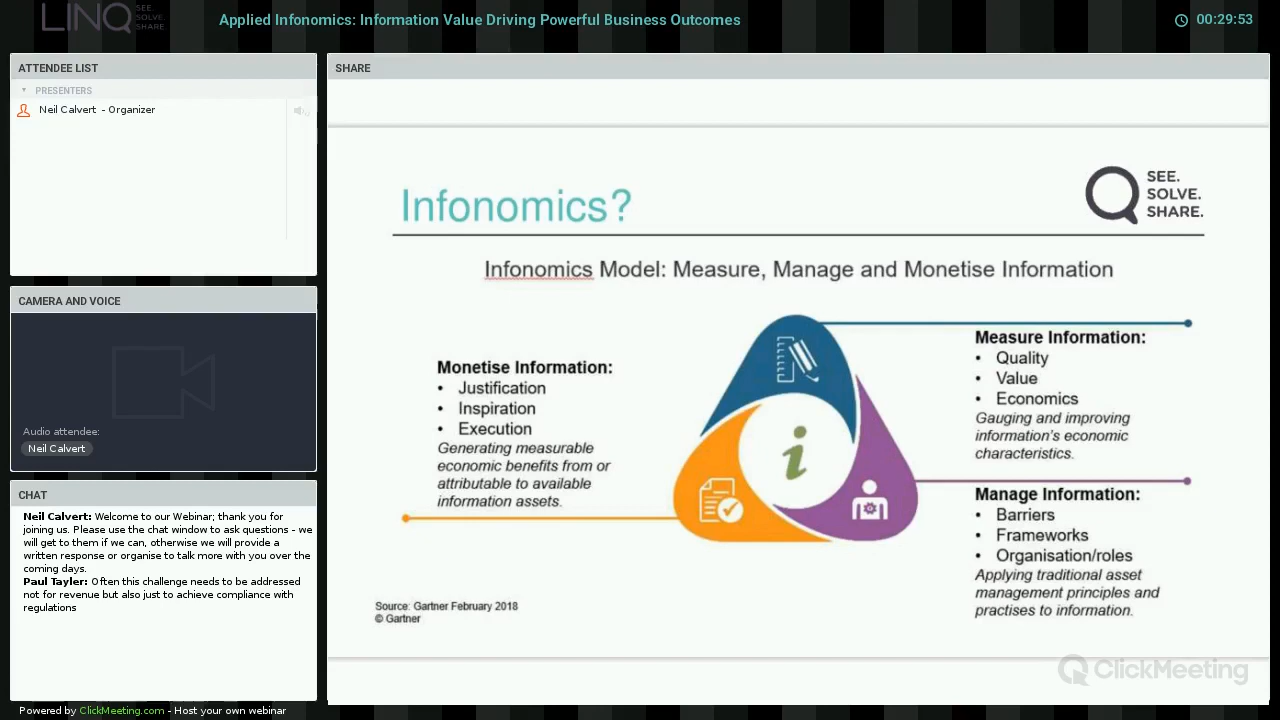 LINQ SEE. SOLVE. SHARE.
Applied Infonomics: Information Value Driving Powerful Business Outcomes
00:29:53
ATTENDEE LIST
PRESENTERS
Neil Calvert - Organizer
CAMERA AND VOICE
Audio attendee:
Neil Calvert
CHAT
Neil Calvert: Welcome to our Webinar; thank you for
joining us. Please use the chat window to ask questions - we
will get to them if we can, otherwise we will provide a
written response or organise to talk more with you over the
coming days.
Paul Tayler: Often this challenge needs to be addressed
not for revenue but also just to achieve compliance with
regulations
Powered by ClickMeeting.com - Host your own webinar
SHARE
Infonomics?
SEE.
SOLVE.
SHARE.
Infonomics Model: Measure, Manage and Monetise Information
Monetise Information:
• Justification
• Inspiration
• Execution
Generating measurable
economic benefits from or
attributable to available
information assets.
i
Measure Information:
• Quality
• Value
• Economics
Gauging and improving
information's economic
characteristics.
Manage Information:
• Barriers
• Frameworks
• Organisation/roles
Applying traditional asset
management principles and
practises to information.
Source: Gartner February 2018
© Gartner
ClickMeeting